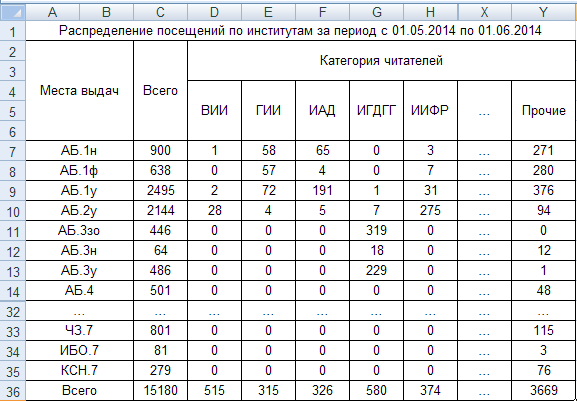 A B C D E F G H X Y
1 Распределение посещений по институтам за период с 01.05.2014 по 01.06.2014
2 Категория читателей
3
4 Места выдач Всего
5 ВИИ ГИИ ИАД ИГДГГ ИИФР ... Прочие
6
7 АБ.1н 900 1 58 65 0 3 ... 271
8 АБ.1ф 638 0 57 4 0 7 ... 280
9 АБ.1у 2495 2 72 191 1 31 ... 376
10 АБ.2у 2144 28 4 5 7 275 ... 94
11 АБ.3зо 446 0 0 0 319 0 ... 0
12 АБ.3н 64 0 0 0 18 0 ... 12
13 АБ.3у 486 0 0 0 229 0 ... 1
14 АБ.4 501 0 0 0 0 0 ... 48
32 ... ... ... ... ... ... ... ... ...
33 ЧЗ.7 801 0 0 0 0 0 ... 115
34 ИБО.7 81 0 0 0 0 0 ... 3
35 КСН.7 279 0 0 0 0 0 ... 76
36 Всего 15180 515 315 326 580 374 ... 3669